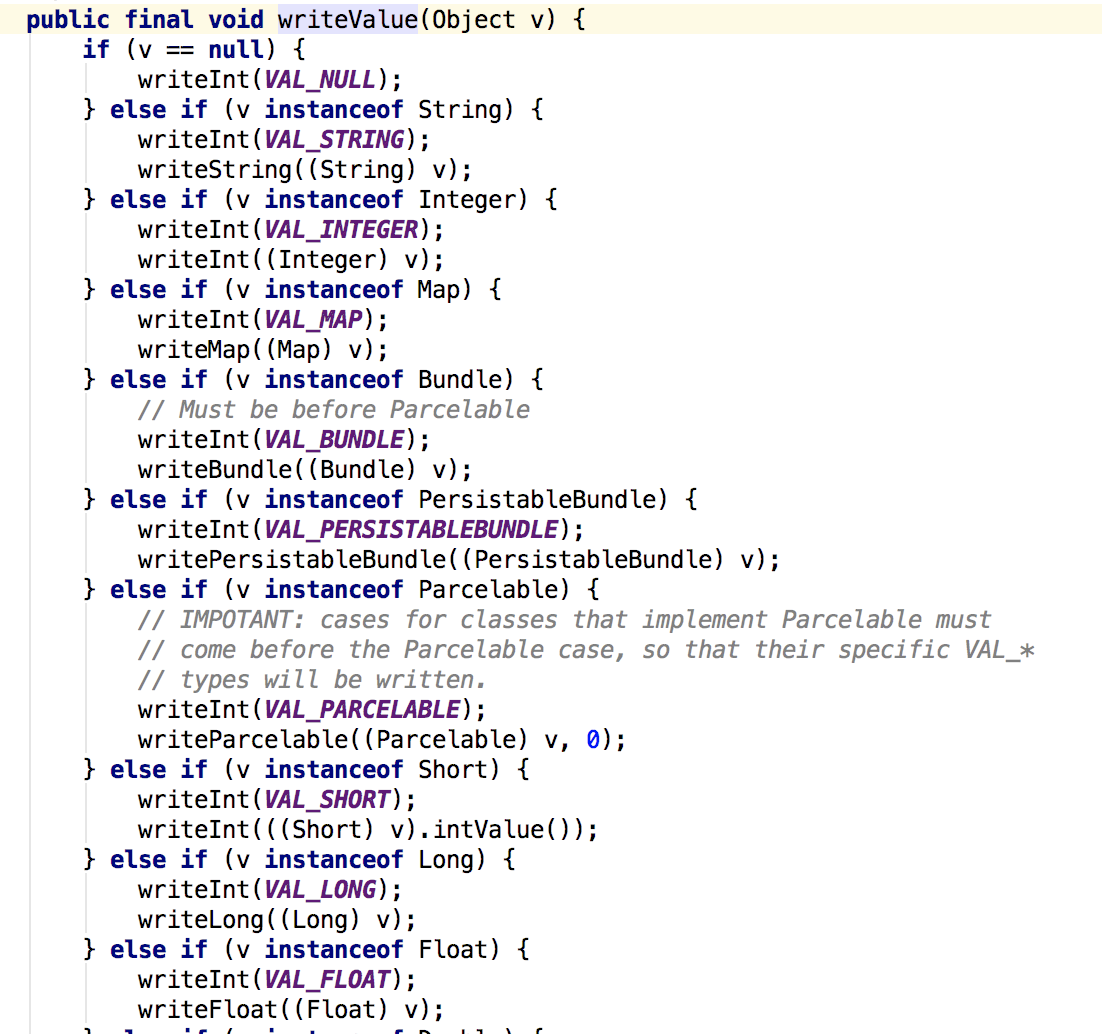 public final void writeValue(Object v) {
if (v == null) {
writeInt(VAL_NULL);
} else if (v instanceof String) {
writeInt(VAL_STRING);
writeString((String) v);
} else if (v instanceof Integer) {
writeInt(VAL_INTEGER);
writeInt((Integer) v);
} else if (v instanceof Map) {
writeInt(VAL_MAP);
writeMap((Map) v);
} else if (v instanceof Bundle) {
// Must be before Parcelable
writeInt(VAL_BUNDLE);
writeBundle((Bundle) v);
} else if (v instanceof PersistableBundle) {
writeInt(VAL_PERSISTABLEBUNDLE);
writePersistableBundle((PersistableBundle) v);
} else if (v instanceof Parcelable) {
// IMPOTANT: cases for classes that implement Parcelable must
// come before the Parcelable case, so that their specific VAL_*
// types will be written.
writeInt(VAL_PARCELABLE);
writeParcelable((Parcelable) v, 0);
} else if (v instanceof Short) {
writeInt(VAL_SHORT);
writeInt(((Short) v).intValue());
} else if (v instanceof Long) {
writeInt(VAL_LONG);
writeLong((Long) v);
} else if (v instanceof Float) {
writeInt(VAL_FLOAT);
writeFloat((Float) v);